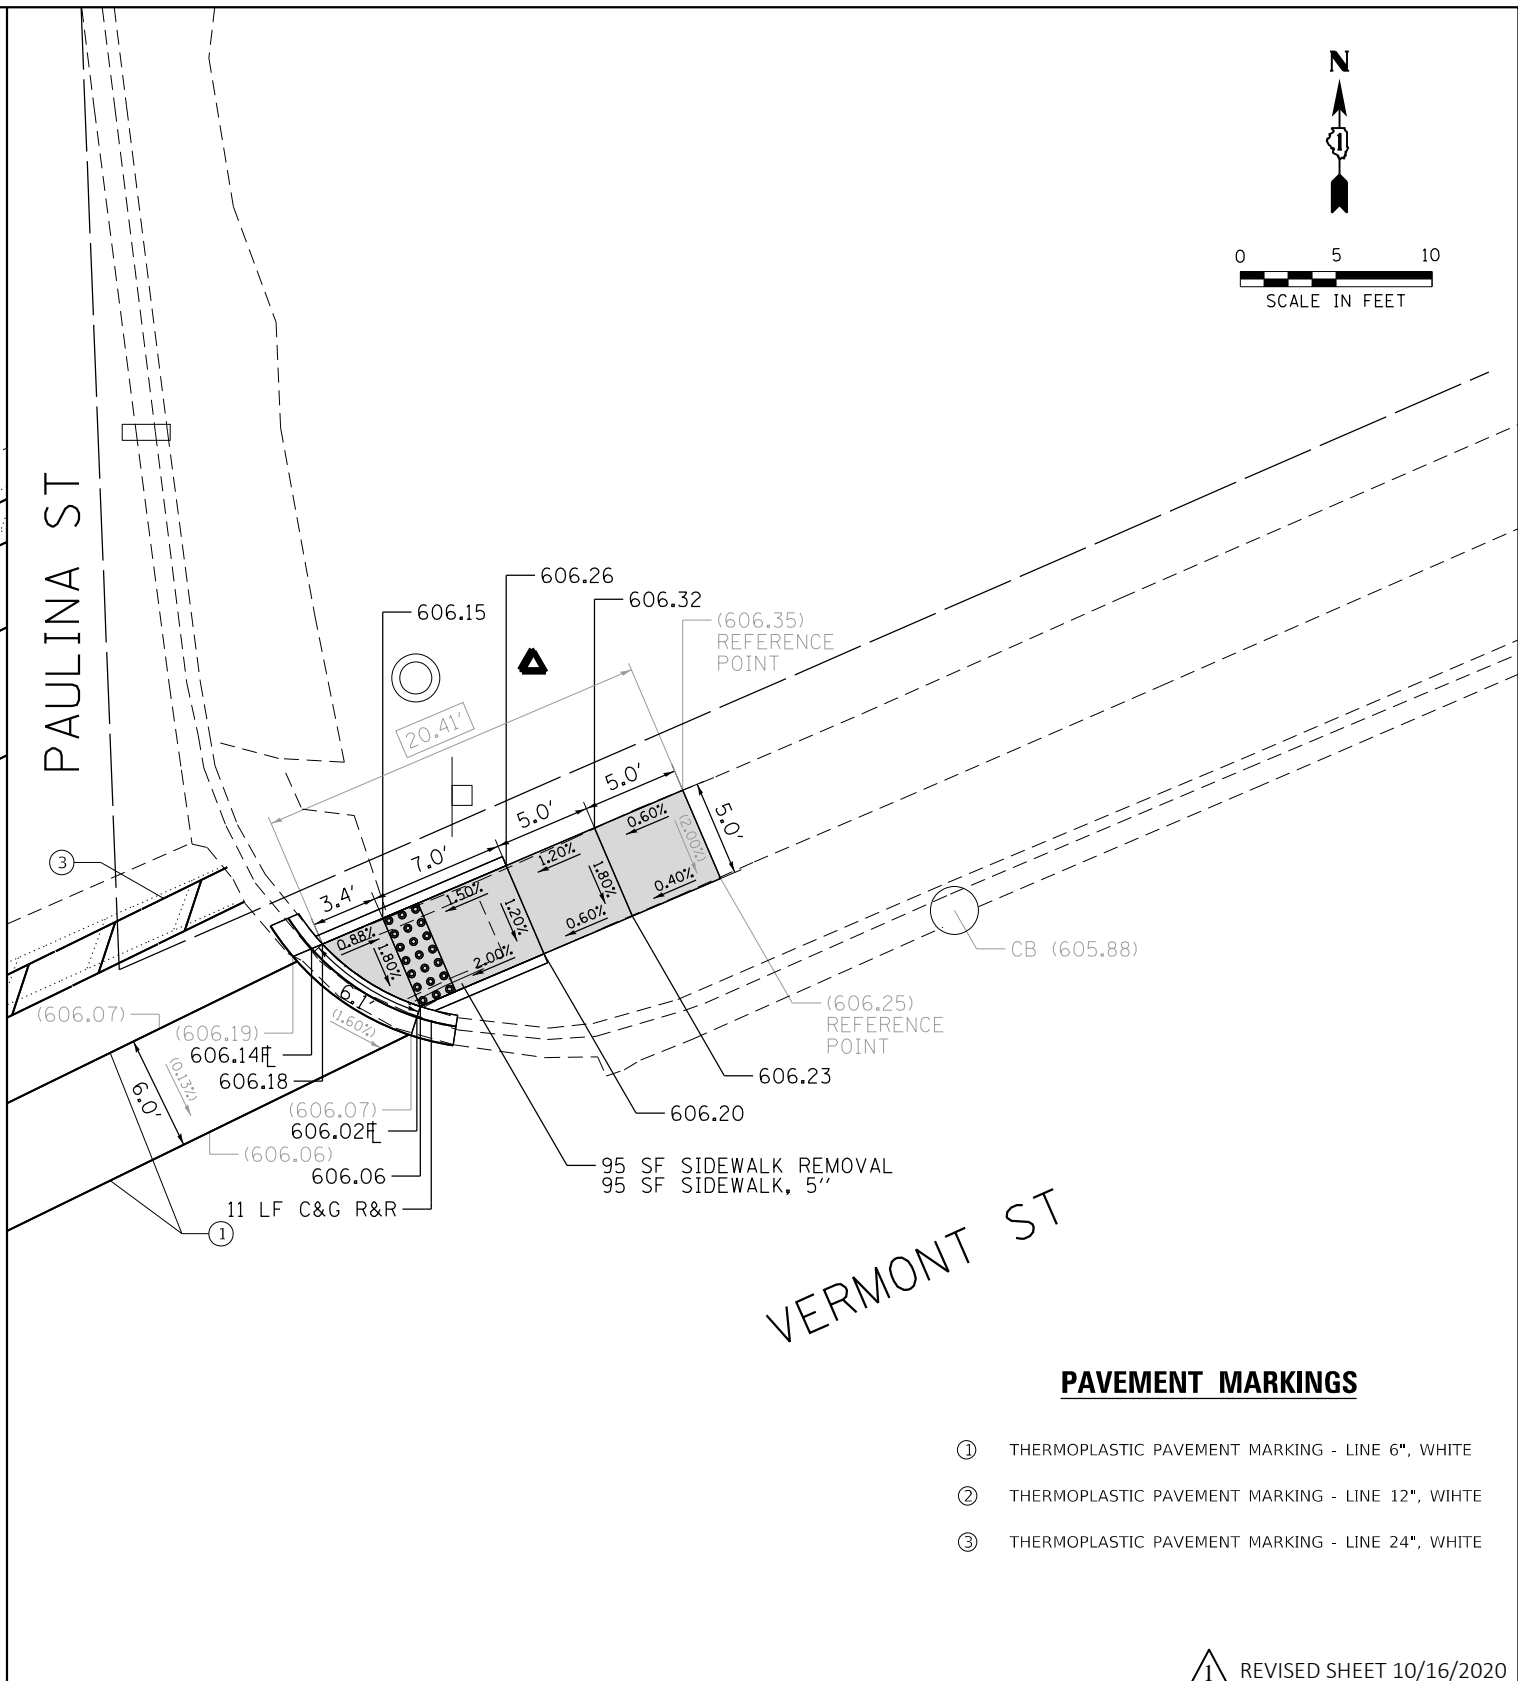 N
1
0 5 10
SCALE IN FEET
PAULINA ST
606.26
606.15
606.32
(606.35)
REFERENCE
POINT
20.41'
5.0'
5.0'
7.0'
3.4'
5.0'
0.60%
(2.00%)
1.20%
1.80%
0.40%
1.50%
1.20%
0.60%
0.88%
1.80%
2.00%
6.1'
(1.60%)
3
CB (605.88)
(606.07)
(606.19)
606.14FL
606.18
(0.13%)
6.0'
(606.07)
606.02FL
(606.06)
606.06
11 LF C&G R&R
1
(606.25)
REFERENCE
POINT
606.23
606.20
95 SF SIDEWALK REMOVAL
95 SF SIDEWALK, 5''
VERMONT ST
PAVEMENT MARKINGS
1 THERMOPLASTIC PAVEMENT MARKING - LINE 6", WHITE
2 THERMOPLASTIC PAVEMENT MARKING - LINE 12", WIHTE
3 THERMOPLASTIC PAVEMENT MARKING - LINE 24", WHITE
1 REVISED SHEET 10/16/2020